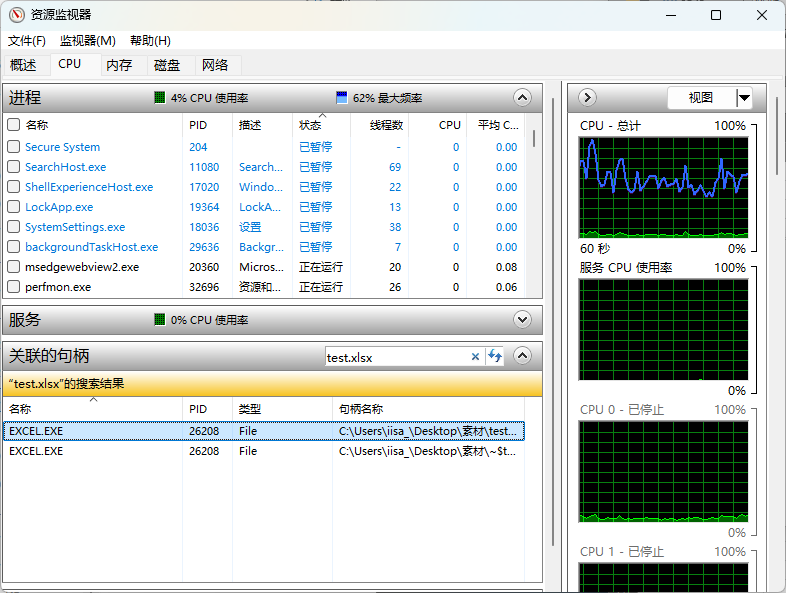 资源监视器
文件(F) 监视器(M) 帮助(H)
概述 CPU 内存 磁盘 网络
进程 4% CPU 使用率 62% 最大频率
名称 PID 描述 状态 线程数 CPU 平均 C...
Secure System 204 已暂停 - 0 0.00
SearchHost.exe 11080 Search... 已暂停 69 0 0.00
ShellExperienceHost.exe 17020 Windo... 已暂停 22 0 0.00
LockApp.exe 19364 LockA... 已暂停 13 0 0.00
SystemSettings.exe 18036 设置 已暂停 38 0 0.00
backgroundTaskHost.exe 29636 Backgr... 已暂停 7 0 0.00
msedgewebview2.exe 20360 Micros... 正在运行 20 0 0.08
perfmon.exe 32696 资源和... 正在运行 26 0 0.06
服务 0% CPU 使用率
关联的句柄 test.xlsx
“test.xlsx”的搜索结果
名称 PID 类型 句柄名称
EXCEL.EXE 26208 File C:\Users\iisa_\Desktop\素材\test...
EXCEL.EXE 26208 File C:\Users\iisa_\Desktop\素材\~$t...
视图
CPU - 总计 100%
60 秒 0%
服务 CPU 使用率 100%
0%
CPU 0 - 已停止 100%
0%
CPU 1 - 已停止 100%